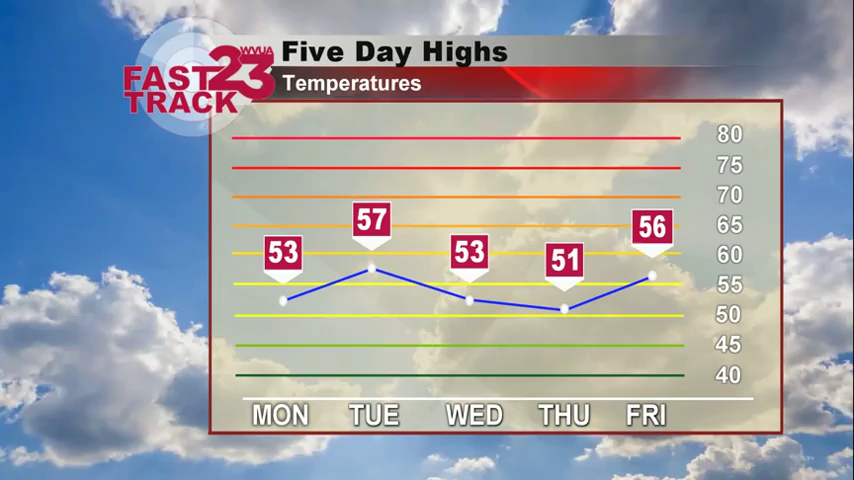 WVUA
23
FAST
TRACK
Five Day Highs
Temperatures
80
75
70
65
60
55
50
45
40
53
57
53
51
56
MON TUE WED THU FRI